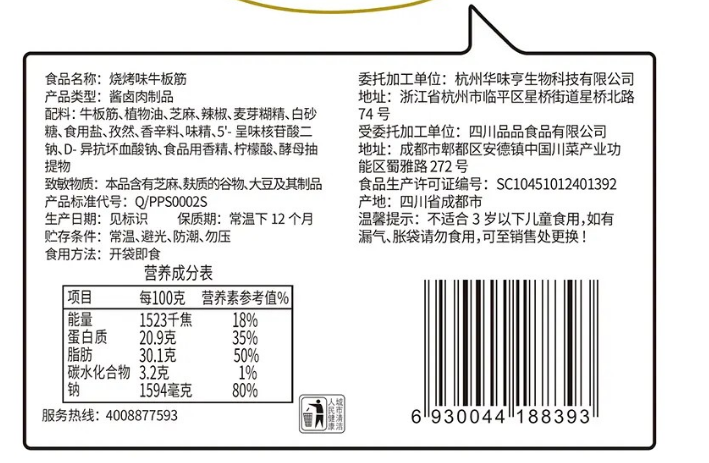 食品名称：烧烤味牛板筋
产品类型：酱卤肉制品
配料：牛板筋、植物油、芝麻、辣椒、麦芽糊精、白砂
糖、食用盐、孜然、香辛料、味精、5'- 呈味核苷酸二
钠、D- 异抗坏血酸钠、食品用香精、柠檬酸、酵母抽
提物
致敏物质：本品含有芝麻、麸质的谷物、大豆及其制品
产品标准代号：Q/PPS0002S
生产日期：见标识 保质期：常温下 12 个月
贮存条件：常温、避光、防潮、勿压
食用方法：开袋即食
营养成分表
项目 每100克 营养素参考值%
能量 1523千焦 18%
蛋白质 20.9克 35%
脂肪 30.1克 50%
碳水化合物 3.2克 1%
钠 1594毫克 80%
服务热线：4008877593
城市清洁
人民健康
委托加工单位：杭州华味亨生物科技有限公司
地址：浙江省杭州市临平区星桥街道星桥北路
74 号
受委托加工单位：四川品品食品有限公司
地址：成都市郫都区安德镇中国川菜产业功
能区蜀雅路 272 号
食品生产许可证编号：SC10451012401392
产地：四川省成都市
温馨提示：不适合 3 岁以下儿童食用,如有
漏气、胀袋请勿食用,可至销售处更换！
6 930044 188393